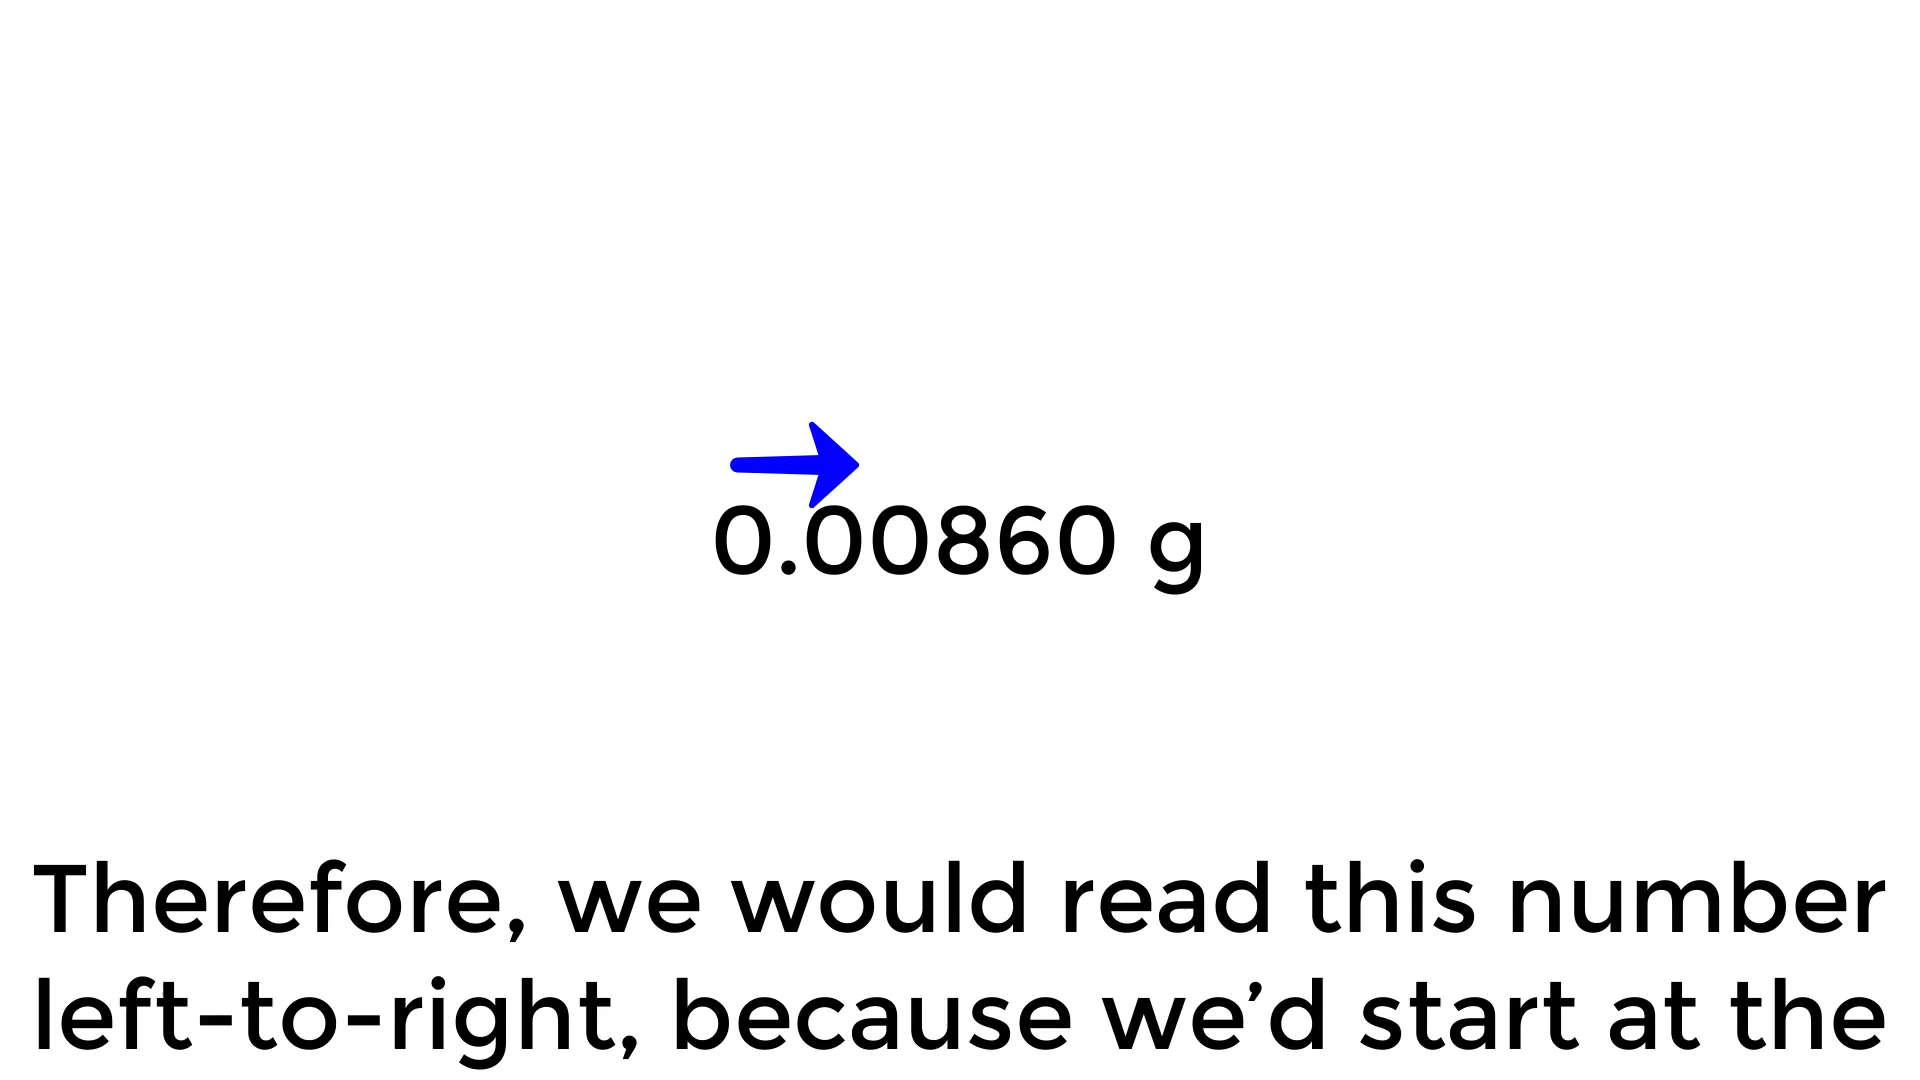 0.00860 g
Therefore, we would read this number
left-to-right, because we’d start at the